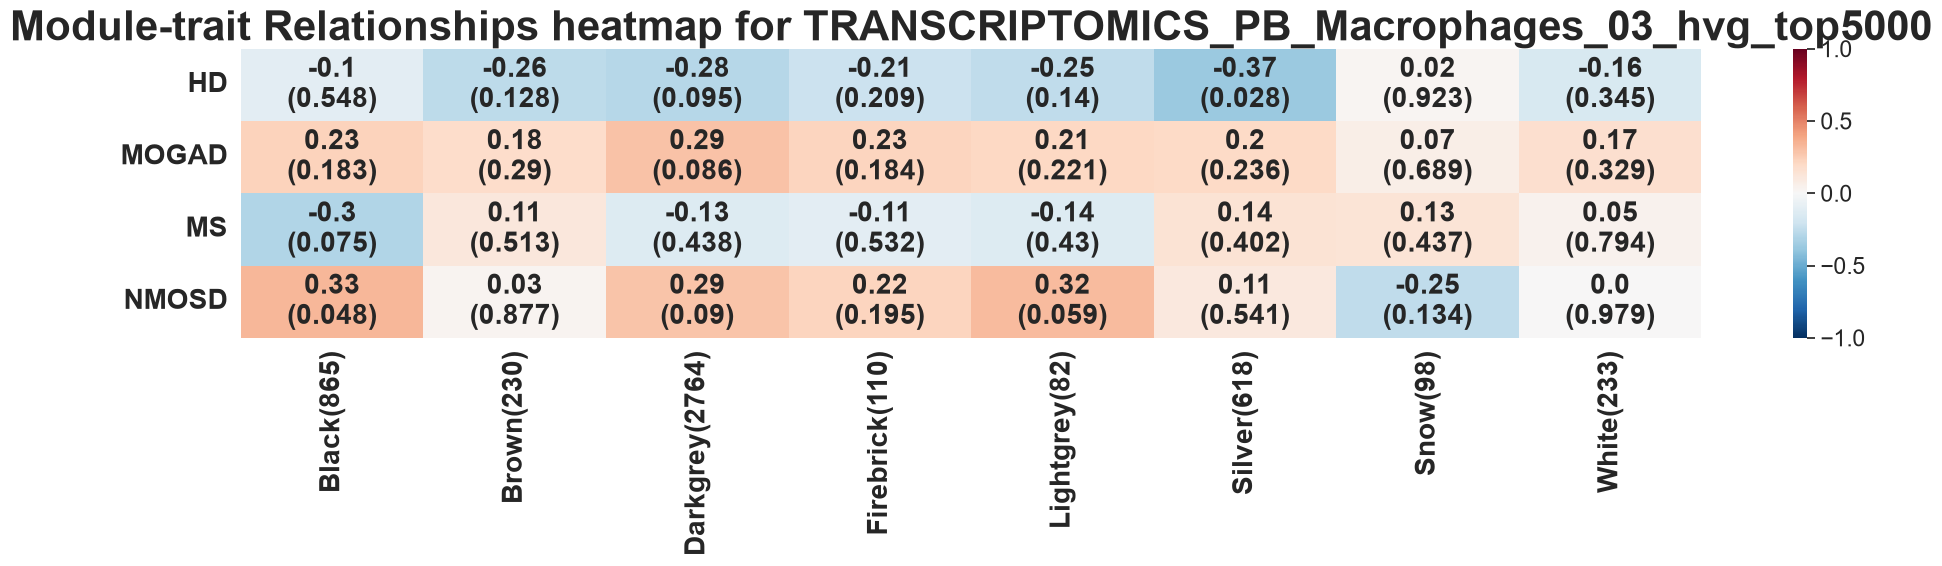 Module-trait Relationships heatmap for TRANSCRIPTOMICS_PB_Macrophages_03_hvg_top5000
HD
-0.1 -0.26 -0.28 -0.21 -0.25 -0.37 0.02 -0.16
(0.548) (0.128) (0.095) (0.209) (0.14) (0.028) (0.923) (0.345)
MOGAD
0.23 0.18 0.29 0.23 0.21 0.2 0.07 0.17
(0.183) (0.29) (0.086) (0.184) (0.221) (0.236) (0.689) (0.329)
MS
-0.3 0.11 -0.13 -0.11 -0.14 0.14 0.13 0.05
(0.075) (0.513) (0.438) (0.532) (0.43) (0.402) (0.437) (0.794)
NMOSD
0.33 0.03 0.29 0.22 0.32 0.11 -0.25 0.0
(0.048) (0.877) (0.09) (0.195) (0.059) (0.541) (0.134) (0.979)
Black(865)
Brown(230)
Darkgrey(2764)
Firebrick(110)
Lightgrey(82)
Silver(618)
Snow(98)
White(233)
1.0
0.5
0.0
−0.5
−1.0